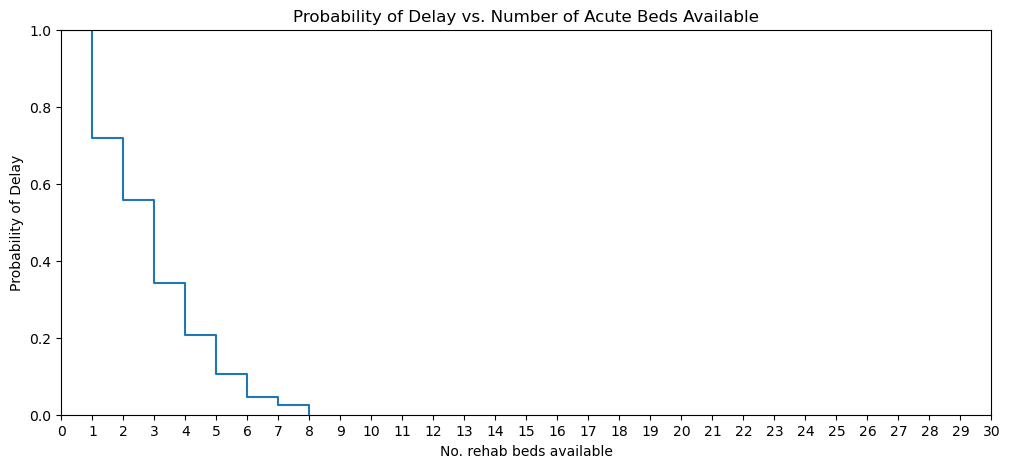 Probability of Delay vs. Number of Acute Beds Available
1.0
0.8
0.6
0.4
0.2
0.0
Probability of Delay
0 1 2 3 4 5 6 7 8 9 10 11 12 13 14 15 16 17 18 19 20 21 22 23 24 25 26 27 28 29 30
No. rehab beds available